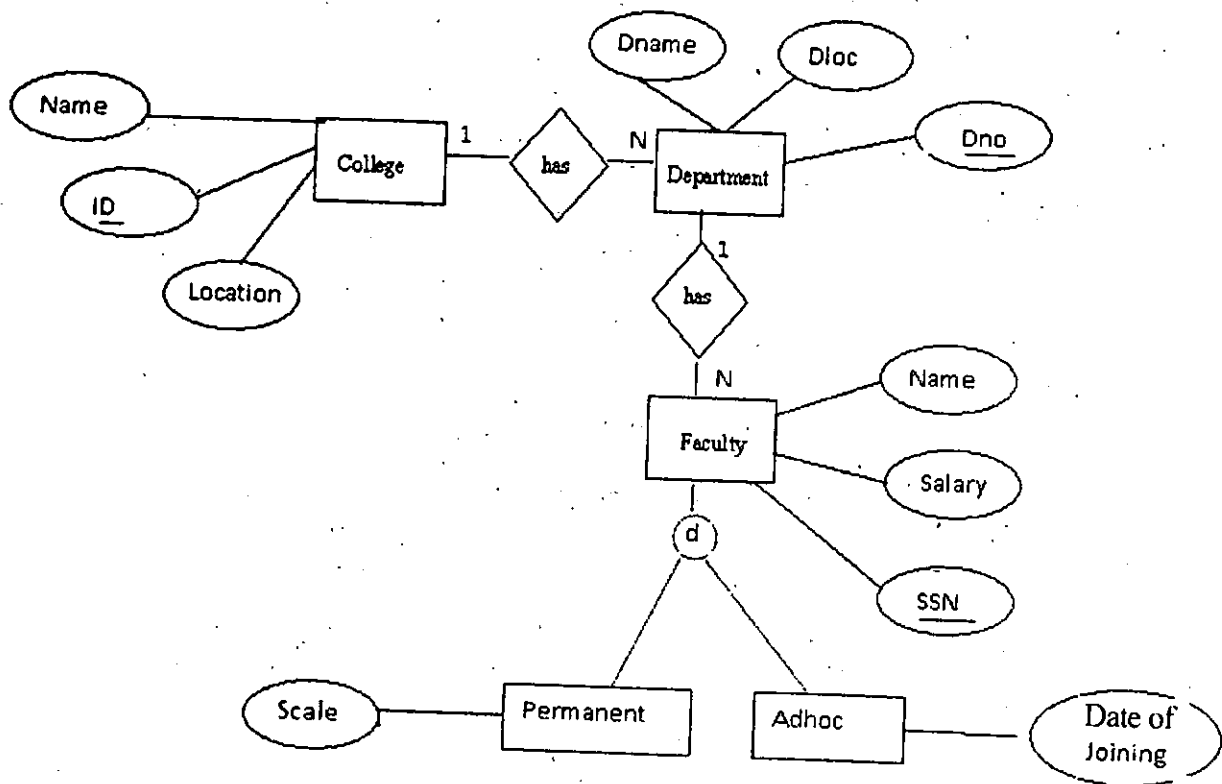 Dname
Dloc
Name
College
1
has
N
Department
Dno
ID
Location
1
has
N
Name
Faculty
Salary
d
SSN
Scale
Permanent
Adhoc
Date of
Joining